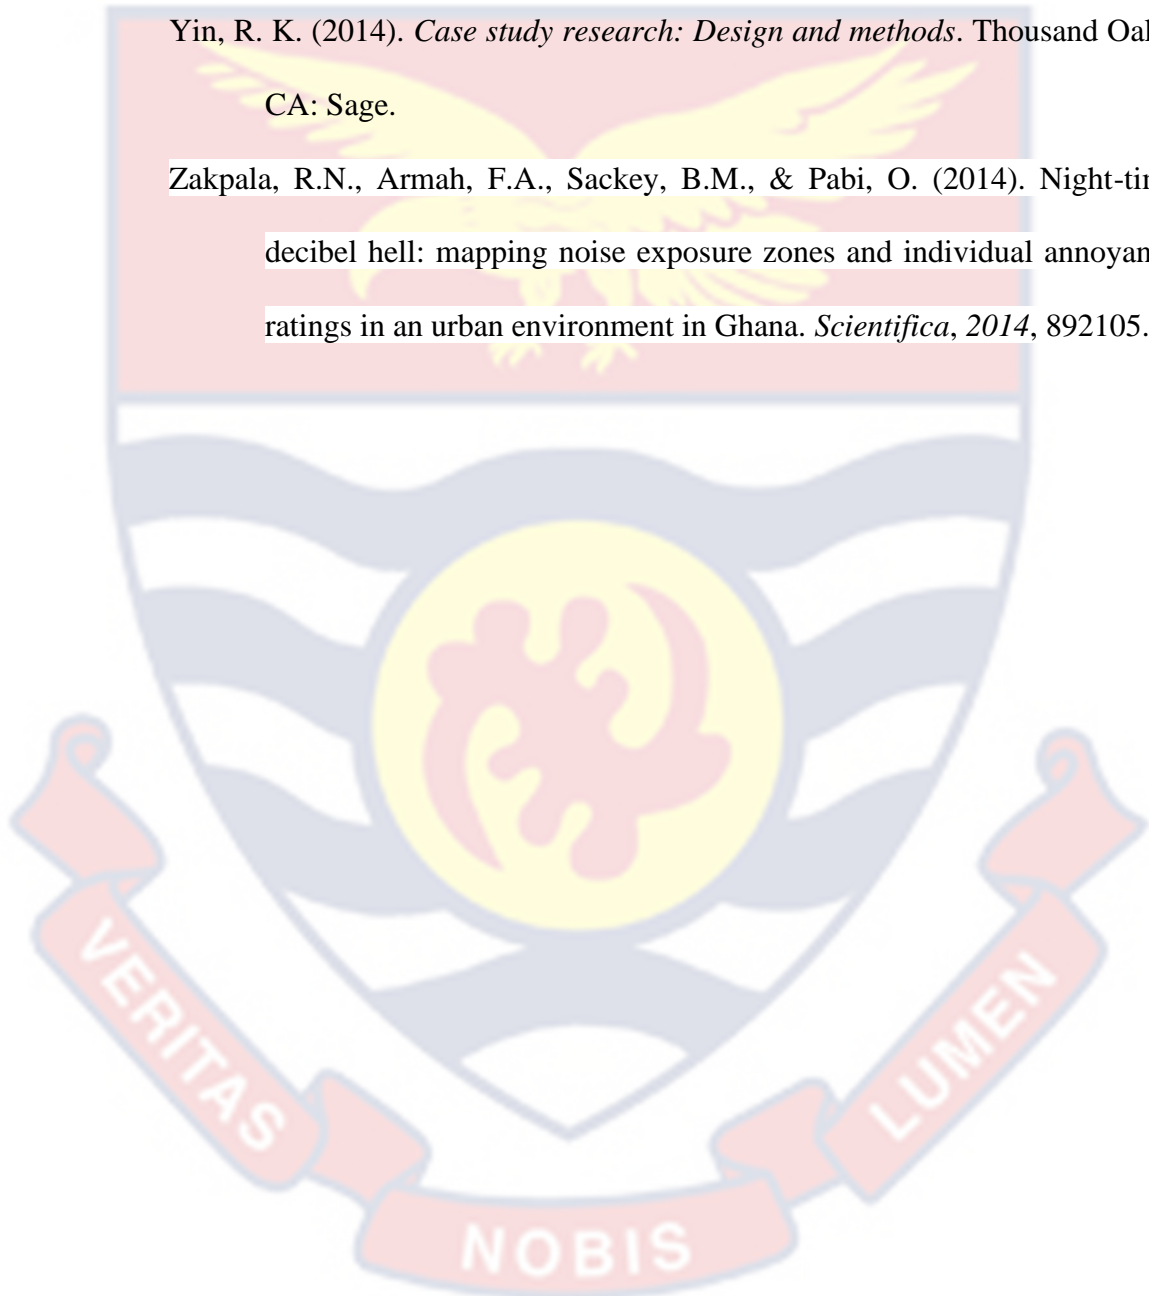 Yin, R. K. (2014). Case study research: Design and methods. Thousand Oa
CA: Sage.
Zakpala, R.N., Armah, F.A., Sackey, B.M., & Pabi, O. (2014). Night-ti
decibel hell: mapping noise exposure zones and individual annoyan
ratings in an urban environment in Ghana. Scientifica, 2014, 892105.
VERITAS
NOBIS
LUMEN